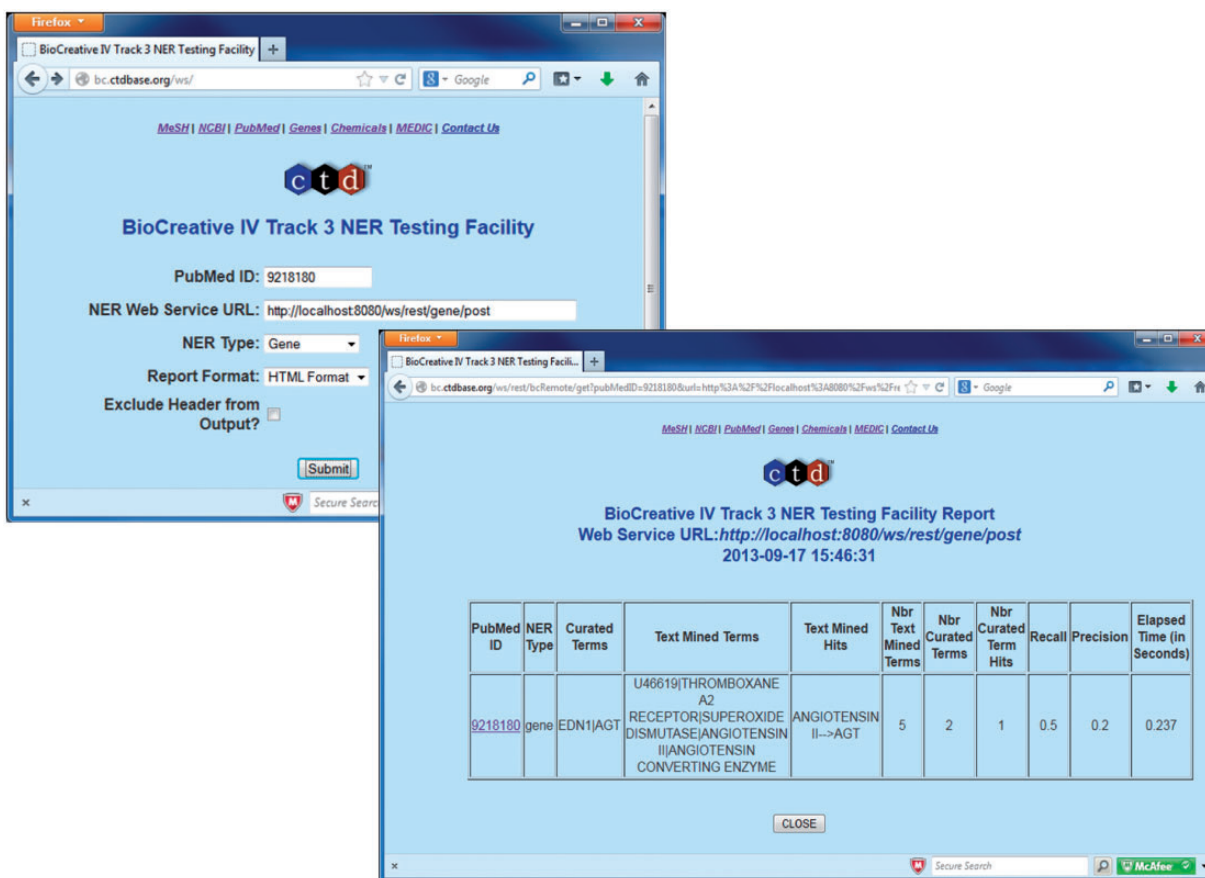 Firefox
BioCreative IV Track 3 NER Testing Facility
bc.ctdbase.org/ws/
Google
MeSH | NCBI | PubMed | Genes | Chemicals | MEDIC | Contact Us
ctd™
BioCreative IV Track 3 NER Testing Facility
PubMed ID: 9218180
NER Web Service URL: http://localhost:8080/ws/rest/gene/post
NER Type: Gene
Report Format: HTML Format
Exclude Header from
Output?
Submit
Secure Searc
Firefox
BioCreative IV Track 3 NER Testing Facili...
bc.ctdbase.org/ws/rest/bcRemote/get?pubMedID=9218180&url=http%3A%2F%2Flocalhost%3A8080%2Fws%2Fre
Google
MeSH | NCBI | PubMed | Genes | Chemicals | MEDIC | Contact Us
ctd™
BioCreative IV Track 3 NER Testing Facility Report
Web Service URL:http://localhost:8080/ws/rest/gene/post
2013-09-17 15:46:31
PubMed ID
NER Type
Curated Terms
Text Mined Terms
Text Mined Hits
Nbr Text Mined Terms
Nbr Curated Terms
Nbr Curated Term Hits
Recall
Precision
Elapsed Time (in Seconds)
9218180
gene
EDN1|AGT
U46619|THROMBOXANE
A2
RECEPTOR|SUPEROXIDE
DISMUTASE|ANGIOTENSIN
II|ANGIOTENSIN
CONVERTING ENZYME
ANGIOTENSIN
II-->AGT
5
2
1
0.5
0.2
0.237
CLOSE
Secure Search
McAfee